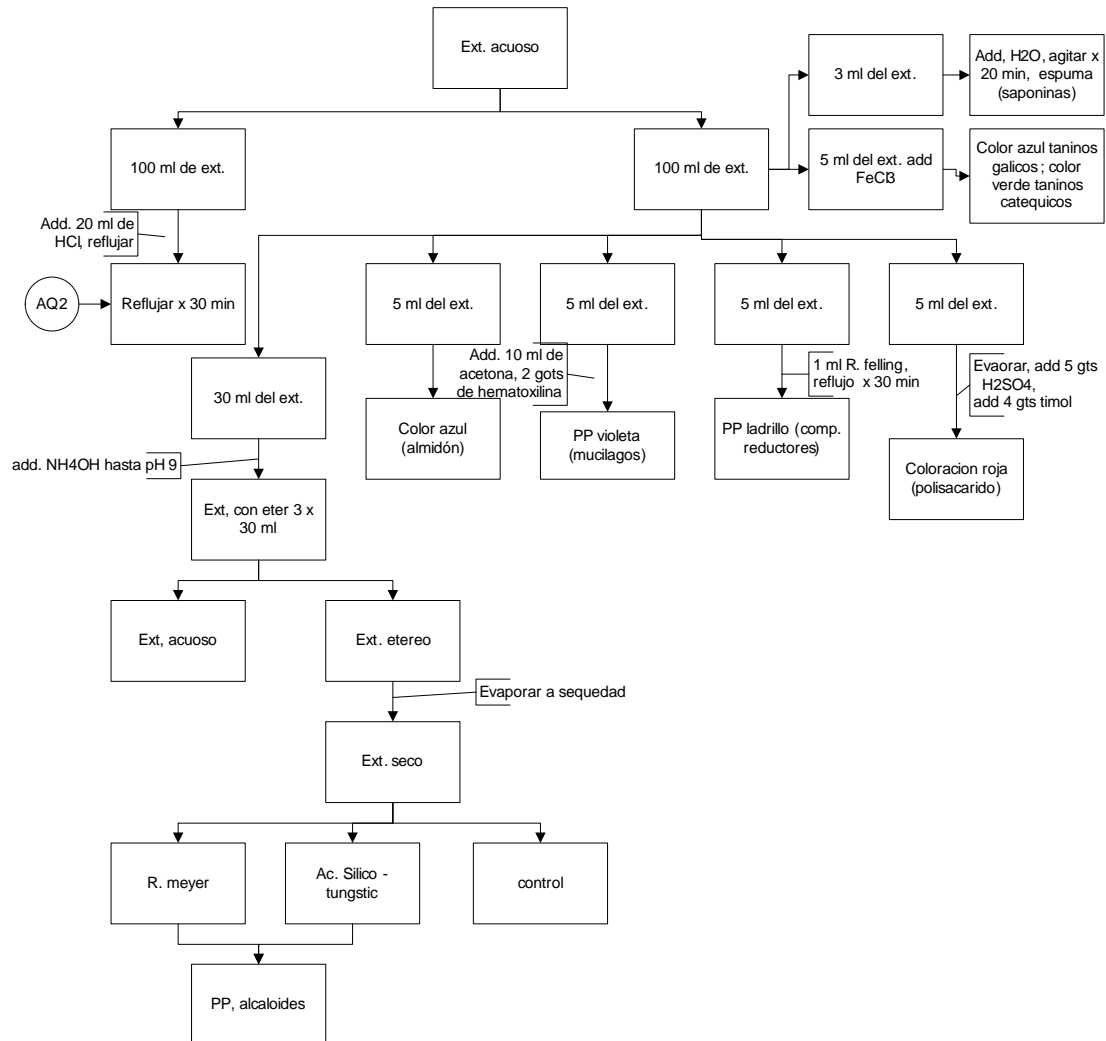 Ext. acuoso
3 ml del ext.
Add, H2O, agitar x
20 min, espuma
(saponinas)
100 ml de ext.
100 ml de ext.
5 ml del ext. add
FeCl3
Color azul taninos
galicos; color
verde taninos
catequicos
Add. 20 ml de
HCl, reflujar
AQ2
Reflujar x 30 min
5 ml del ext.
5 ml del ext.
5 ml del ext.
5 ml del ext.
30 ml del ext.
Add. 10 ml de
acetona, 2 gots
de hematoxilina
1 ml R. felling,
reflujo x 30 min
Evaorar, add 5 gts
H2SO4,
add 4 gts timol
Color azul
(almidón)
PP violeta
(mucilagos)
PP ladrillo (comp.
reductores)
Coloracion roja
(polisacarido)
add. NH4OH hasta pH 9
Ext, con eter 3 x
30 ml
Ext, acuoso
Ext. etereo
Evaporar a sequedad
Ext. seco
R. meyer
Ac. Silico -
tungstic
control
PP, alcaloides